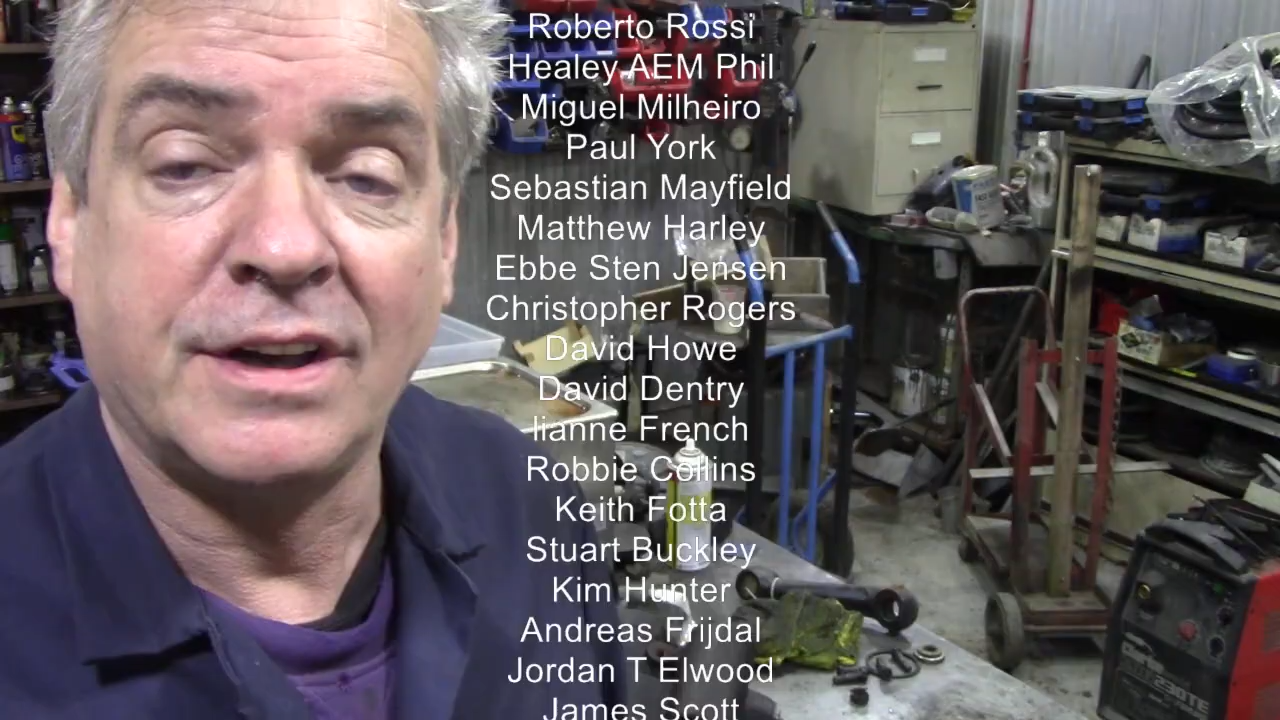 Roberto Rossi
Healey AEM Phil
Miguel Milheiro
Paul York
Sebastian Mayfield
Matthew Harley
Ebbe Sten Jensen
Christopher Rogers
David Howe
David Dentry
lianne French
Robbie Collins
Keith Fotta
Stuart Buckley
Kim Hunter
Andreas Frijdal
Jordan T Elwood
James Scott